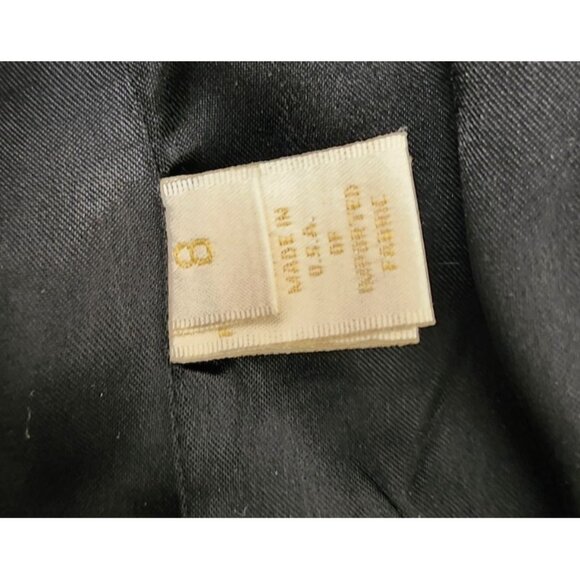 8
MADE IN
U.S.A.
OF
IMPORTED
FABRIC